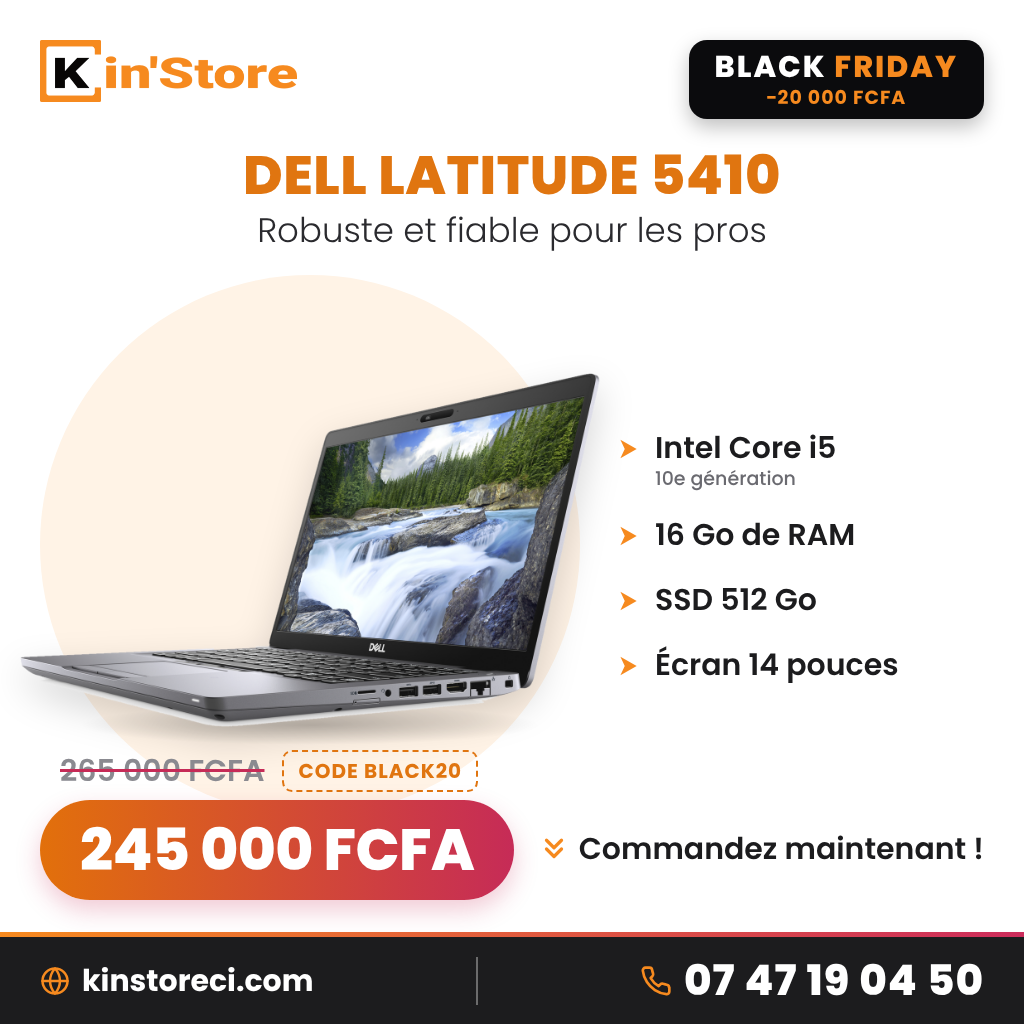 Kin'Store
BLACK FRIDAY
-20 000 FCFA
DELL LATITUDE 5410
Robuste et fiable pour les pros
Intel Core i5
10e génération
16 Go de RAM
SSD 512 Go
Écran 14 pouces
DELL
265 000 FCFA
CODE BLACK20
245 000 FCFA
Commandez maintenant !
kinstoreci.com
07 47 19 04 50